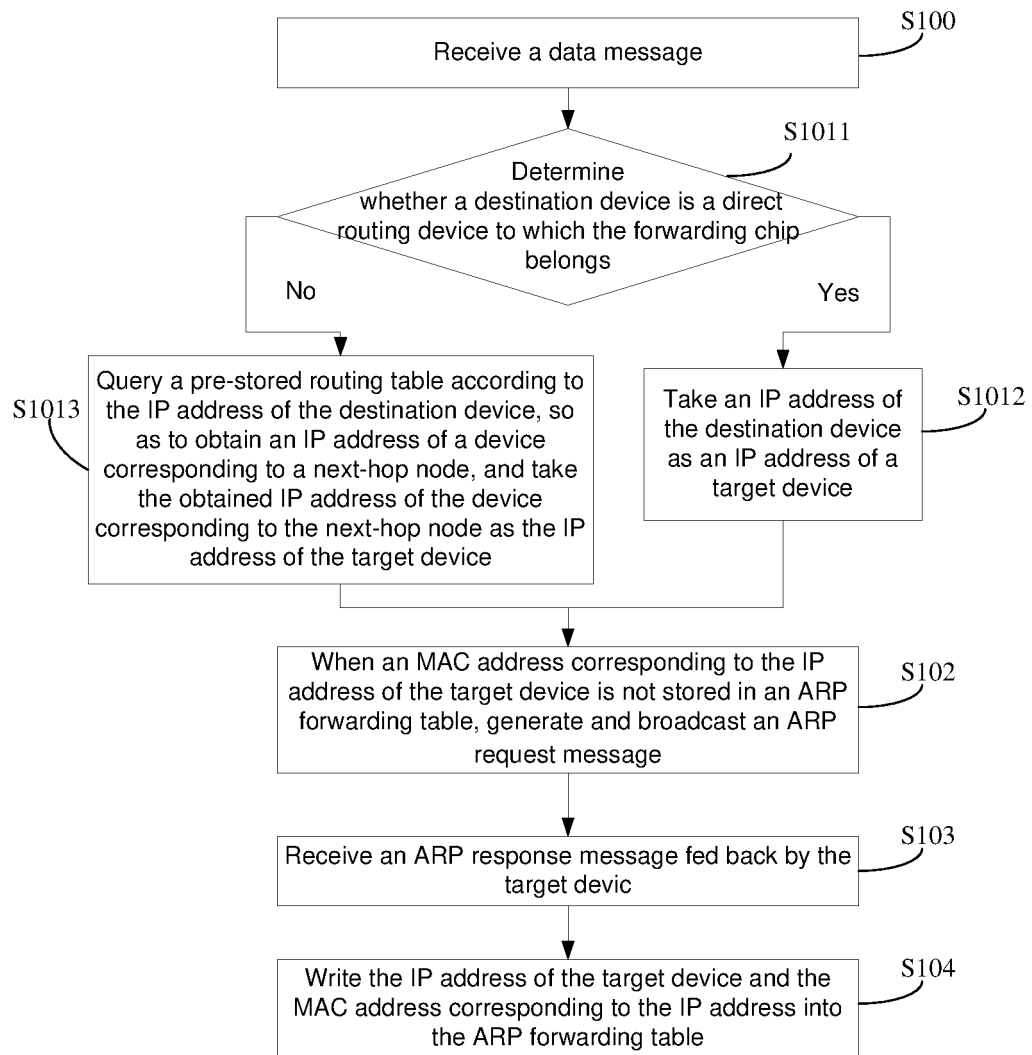 S100
Receive a data message
S1011
Determine
whether a destination device is a direct
routing device to which the forwarding chip
belongs
No
Yes
S1013
Query a pre-stored routing table according to
the IP address of the destination device, so
as to obtain an IP address of a device
corresponding to a next-hop node, and take
the obtained IP address of the device
corresponding to the next-hop node as the IP
address of the target device
S1012
Take an IP address of
the destination device
as an IP address of a
target device
S102
When an MAC address corresponding to the IP
address of the target device is not stored in an ARP
forwarding table, generate and broadcast an ARP
request message
S103
Receive an ARP response message fed back by the
target devic
S104
Write the IP address of the target device and the
MAC address corresponding to the IP address into
the ARP forwarding table